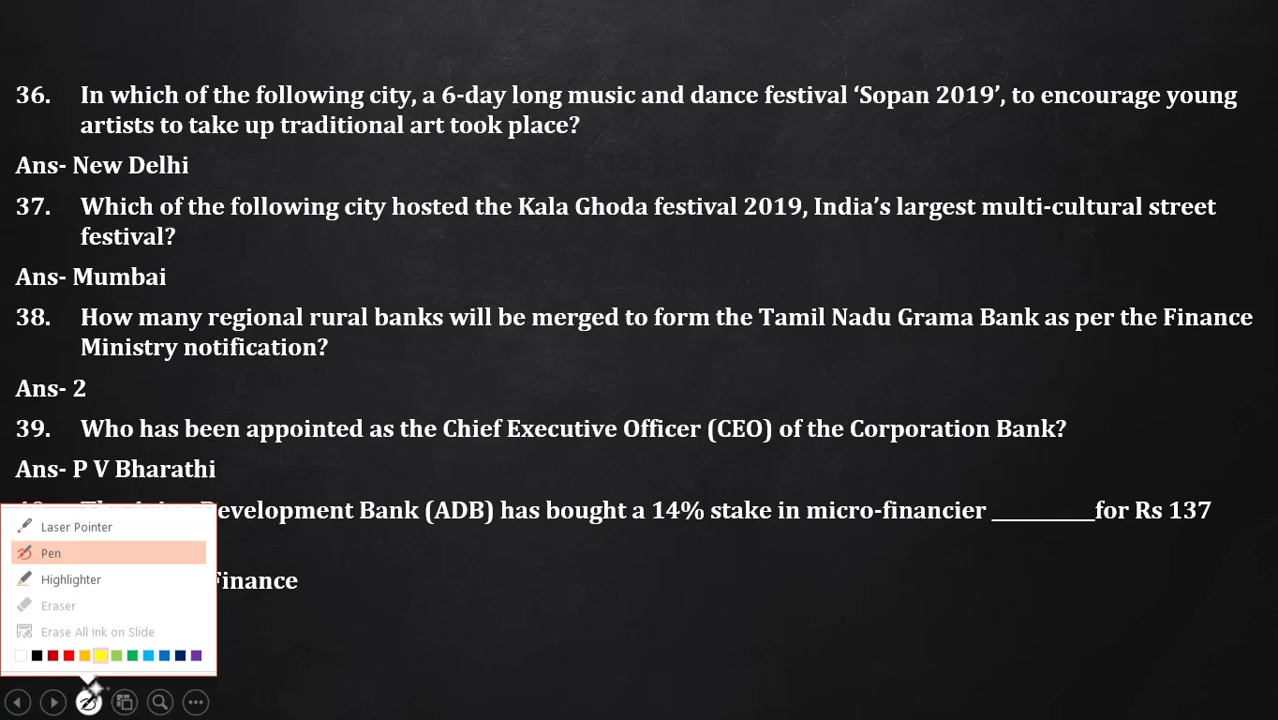 36. In which of the following city, a 6-day long music and dance festival ‘Sopan 2019’, to encourage young
artists to take up traditional art took place?
Ans- New Delhi
37. Which of the following city hosted the Kala Ghoda festival 2019, India’s largest multi-cultural street
festival?
Ans- Mumbai
38. How many regional rural banks will be merged to form the Tamil Nadu Grama Bank as per the Finance
Ministry notification?
Ans- 2
39. Who has been appointed as the Chief Executive Officer (CEO) of the Corporation Bank?
Ans- P V Bharathi
Development Bank (ADB) has bought a 14% stake in micro-financier __________for Rs 137
Finance
Laser Pointer
Pen
Highlighter
Eraser
Erase All Ink on Slide